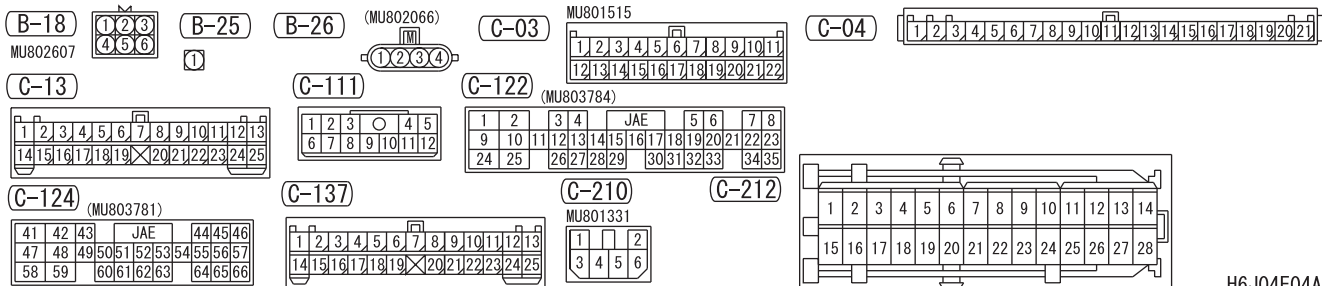 B-18
MU802607
1 2 3
4 5 6
B-25
1
B-26
(MU802066)
M
1 2 3 4
C-03
MU801515
1 2 3 4 5 6 7 8 9 10 11
12 13 14 15 16 17 18 19 20 21 22
C-04
1 2 3 4 5 6 7 8 9 10 11 12 13 14 15 16 17 18 19 20 21
C-13
1 2 3 4 5 6 7 8 9 10 11 12 13
14 15 16 17 18 19 20 21 22 23 24 25
C-111
1 2 3 4 5
6 7 8 9 10 11 12
C-122
(MU803784)
1 2 3 4 JAE 5 6 7 8
9 10 11 12 13 14 15 16 17 18 19 20 21 22 23
24 25 26 27 28 29 30 31 32 33 34 35
C-124
(MU803781)
41 42 43 JAE 44 45 46
47 48 49 50 51 52 53 54 55 56 57
58 59 60 61 62 63 64 65 66
C-137
1 2 3 4 5 6 7 8 9 10 11 12 13
14 15 16 17 18 19 20 21 22 23 24 25
C-210
MU801331
1 2
3 4 5 6
C-212
1 2 3 4 5 6 7 8 9 10 11 12 13 14
15 16 17 18 19 20 21 22 23 24 25 26 27 28
H6J04E04A